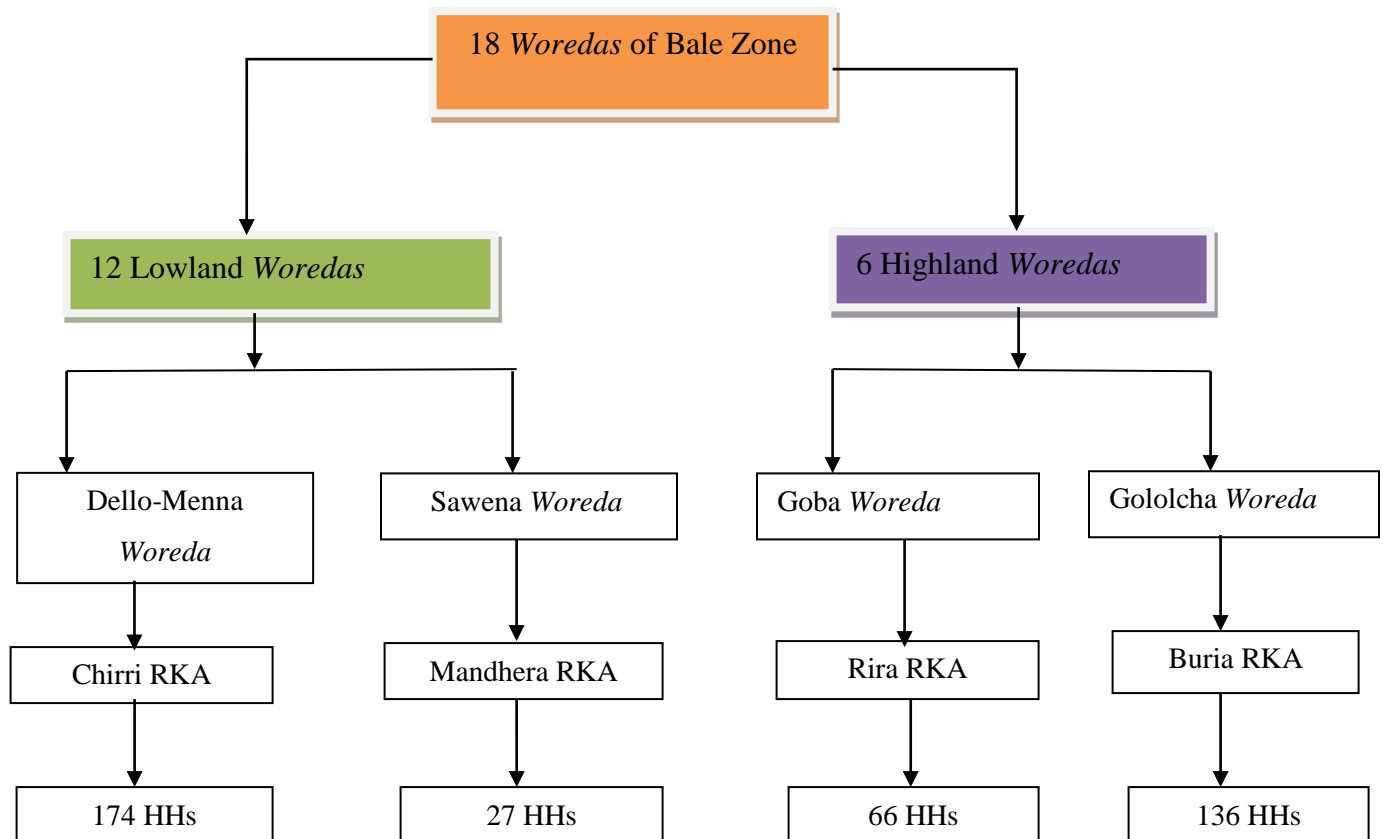 18 Woredas of Bale Zone
12 Lowland Woredas
6 Highland Woredas
Dello-Menna
Woreda
Sawena Woreda
Goba Woreda
Gololcha Woreda
Chirri RKA
Mandhera RKA
Rira RKA
Buria RKA
174 HHs
27 HHs
66 HHs
136 HHs